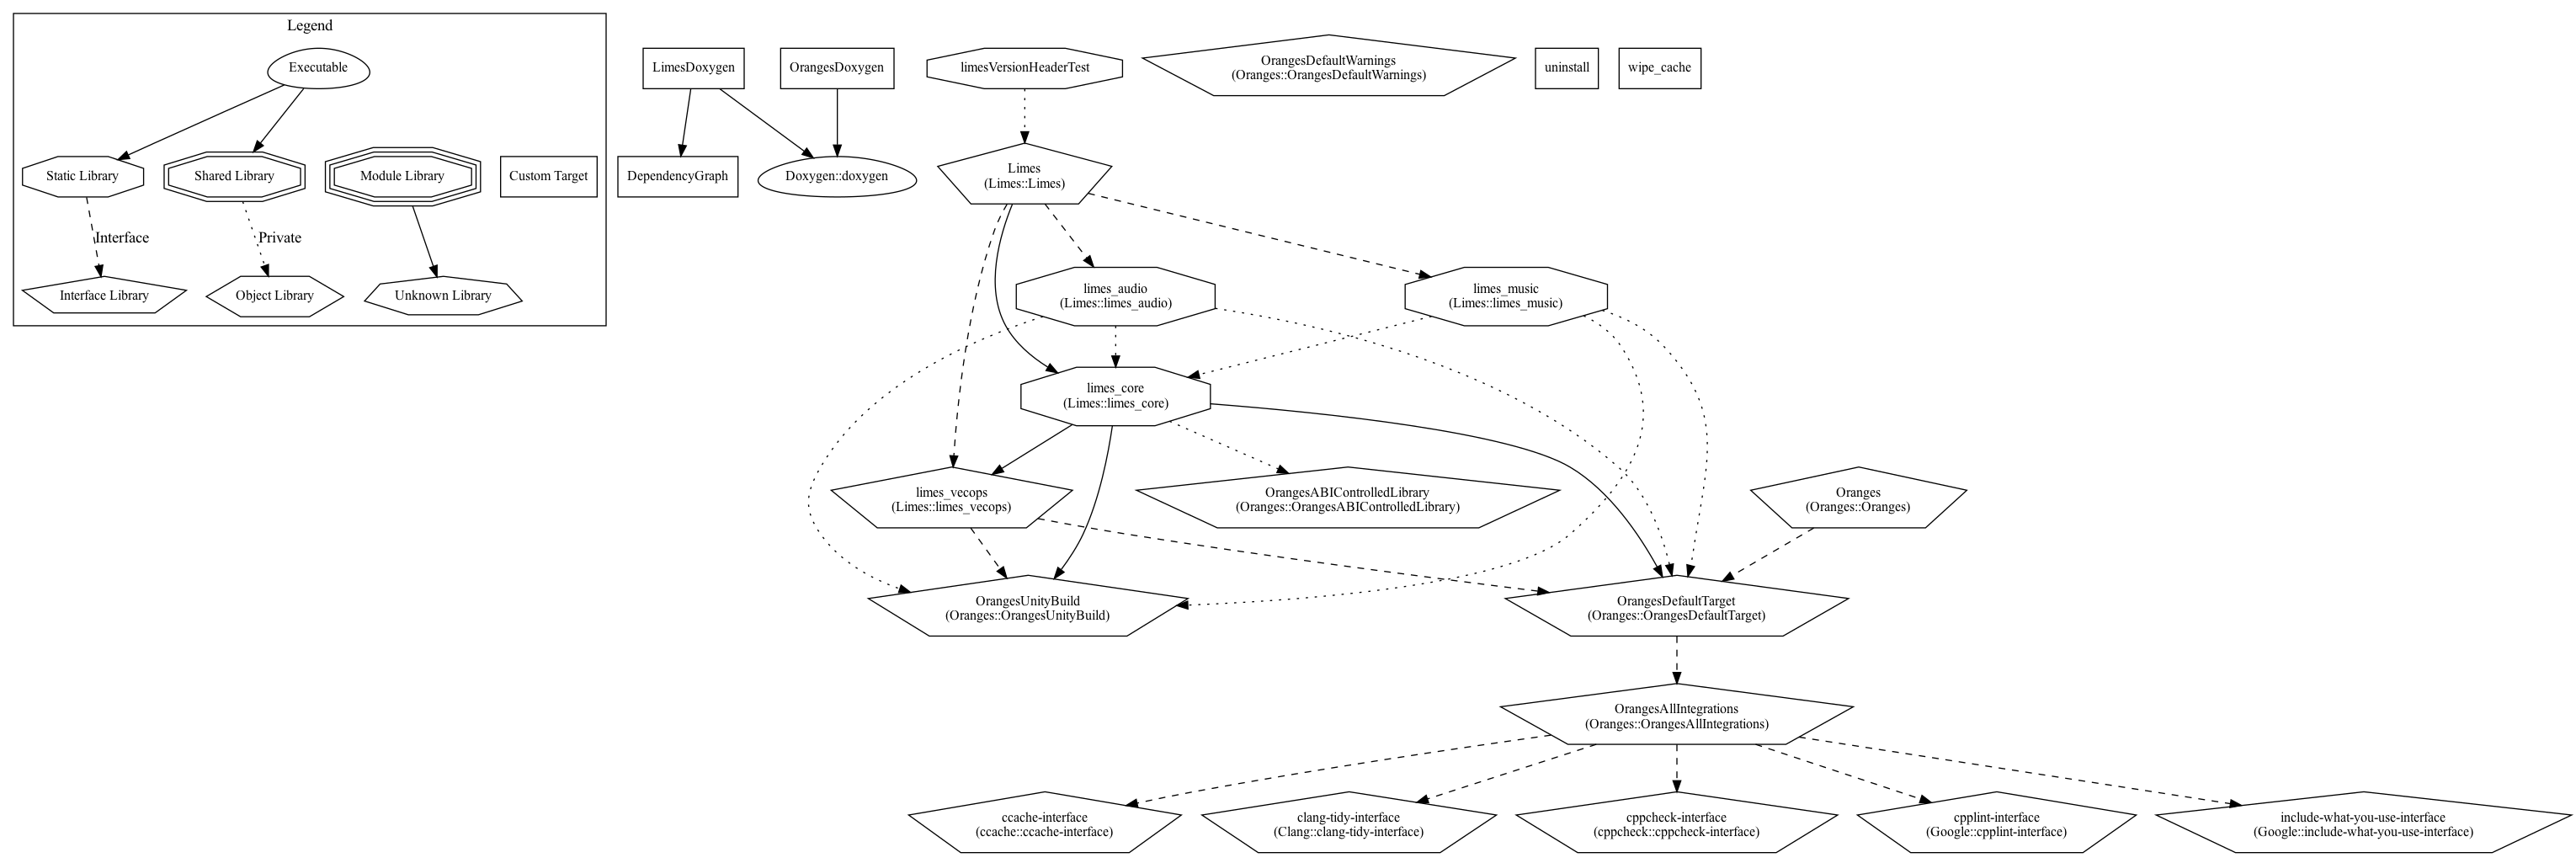 Legend
Executable
Static Library
Shared Library
Module Library
Custom Target
Interface
Private
Interface Library
Object Library
Unknown Library
LimesDoxygen
OrangesDoxygen
limesVersionHeaderTest
OrangesDefaultWarnings
(Oranges::OrangesDefaultWarnings)
uninstall
wipe_cache
DependencyGraph
Doxygen::doxygen
Limes
(Limes::Limes)
limes_audio
(Limes::limes_audio)
limes_music
(Limes::limes_music)
limes_core
(Limes::limes_core)
limes_vecops
(Limes::limes_vecops)
OrangesABIControlledLibrary
(Oranges::OrangesABIControlledLibrary)
Oranges
(Oranges::Oranges)
OrangesUnityBuild
(Oranges::OrangesUnityBuild)
OrangesDefaultTarget
(Oranges::OrangesDefaultTarget)
OrangesAllIntegrations
(Oranges::OrangesAllIntegrations)
ccache-interface
(ccache::ccache-interface)
clang-tidy-interface
(Clang::clang-tidy-interface)
cppcheck-interface
(cppcheck::cppcheck-interface)
cpplint-interface
(Google::cpplint-interface)
include-what-you-use-interface
(Google::include-what-you-use-interface)